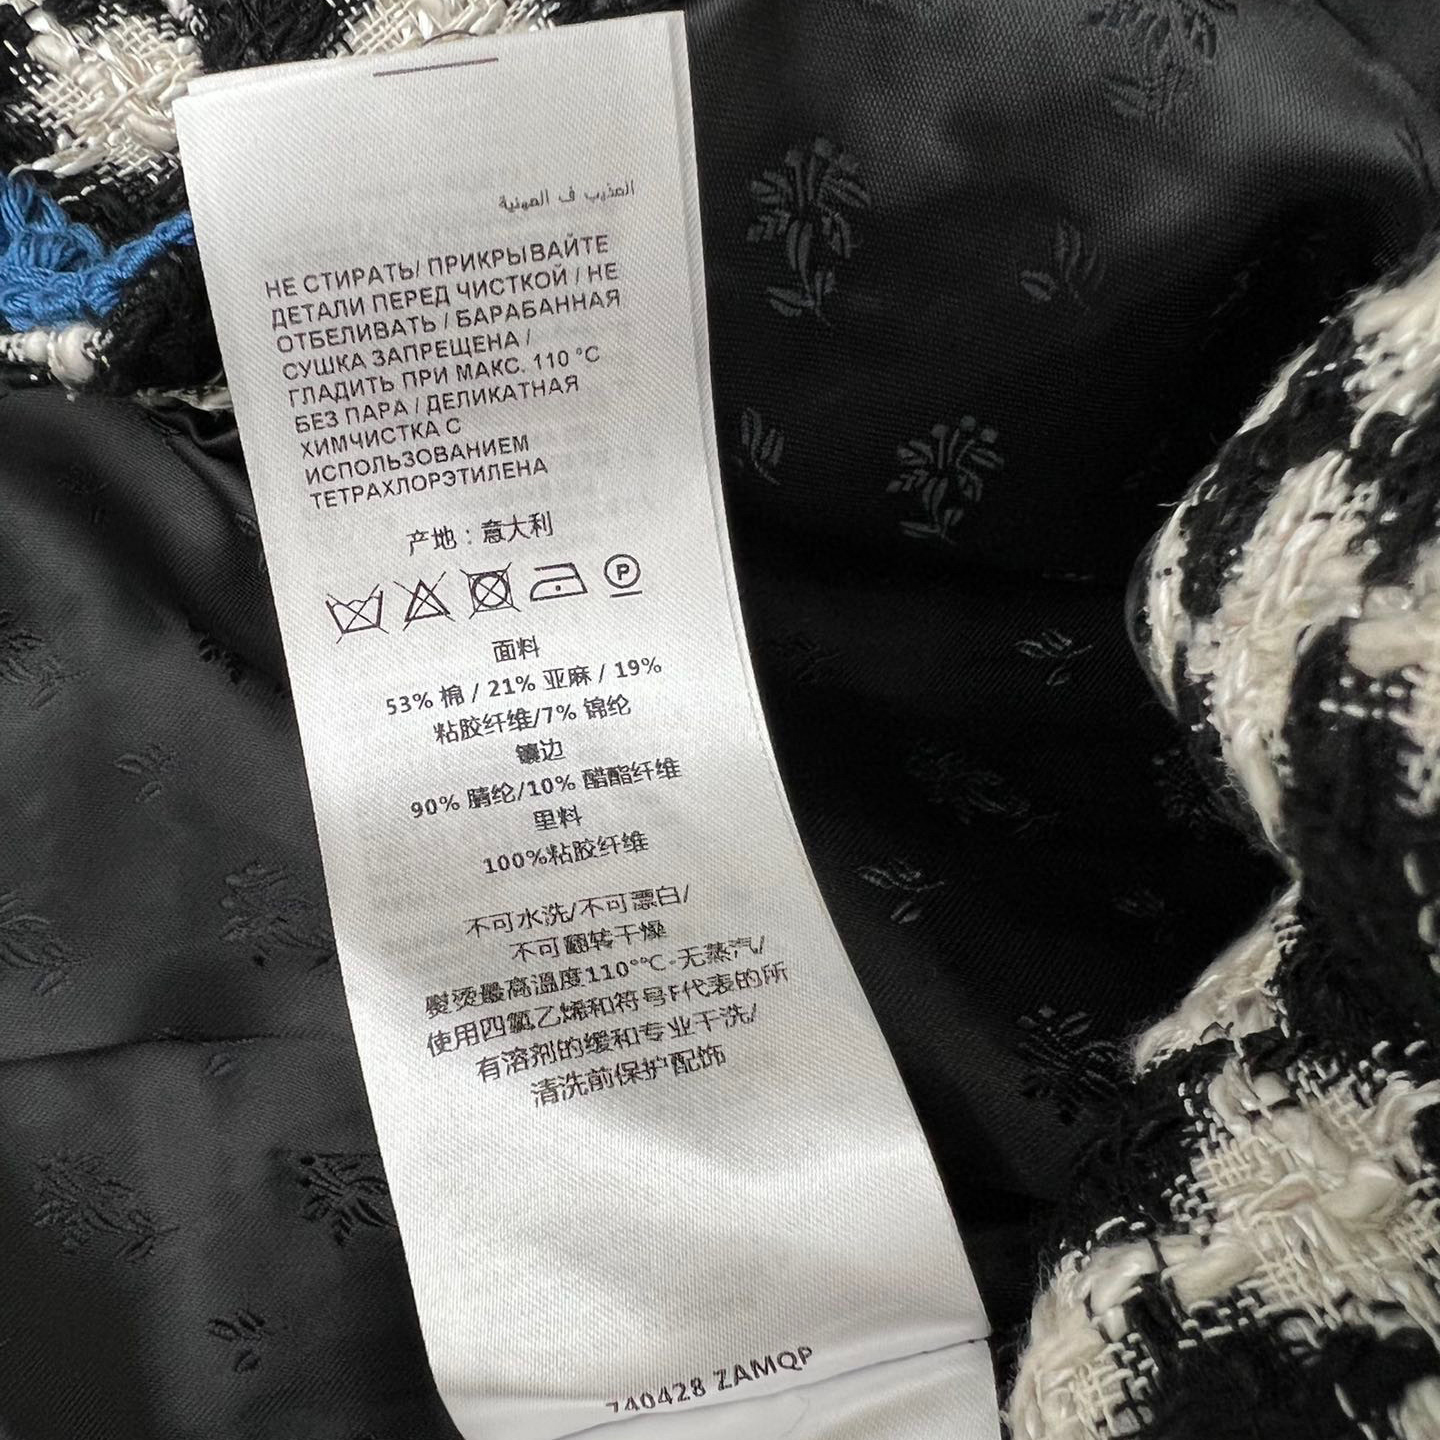 المذيب ف المهنية
НЕ СТИРАТЬ/ ПРИКРЫВАЙТЕ
ДЕТАЛИ ПЕРЕД ЧИСТКОЙ / НЕ
ОТБЕЛИВАТЬ / БАРАБАННАЯ
СУШКА ЗАПРЕЩЕНА /
ГЛАДИТЬ ПРИ МАКС. 110 °C
БЕЗ ПАРА / ДЕЛИКАТНАЯ
ХИМЧИСТКА С
ИСПОЛЬЗОВАНИЕМ
ТЕТРАХЛОРЭТИЛЕНА
产地：意大利
P
面料
53% 棉 / 21% 亚麻 / 19%
粘胶纤维/7% 锦纶
镶边
90% 腈纶/10% 醋酯纤维
里料
100%粘胶纤维
不可水洗/不可漂白/
不可翻转干燥
熨烫最高溫度110°°C-无蒸汽/
使用四氯乙烯和符号F代表的所
有溶剂的缓和专业干洗/
清洗前保护配饰
740428 ZAMQP